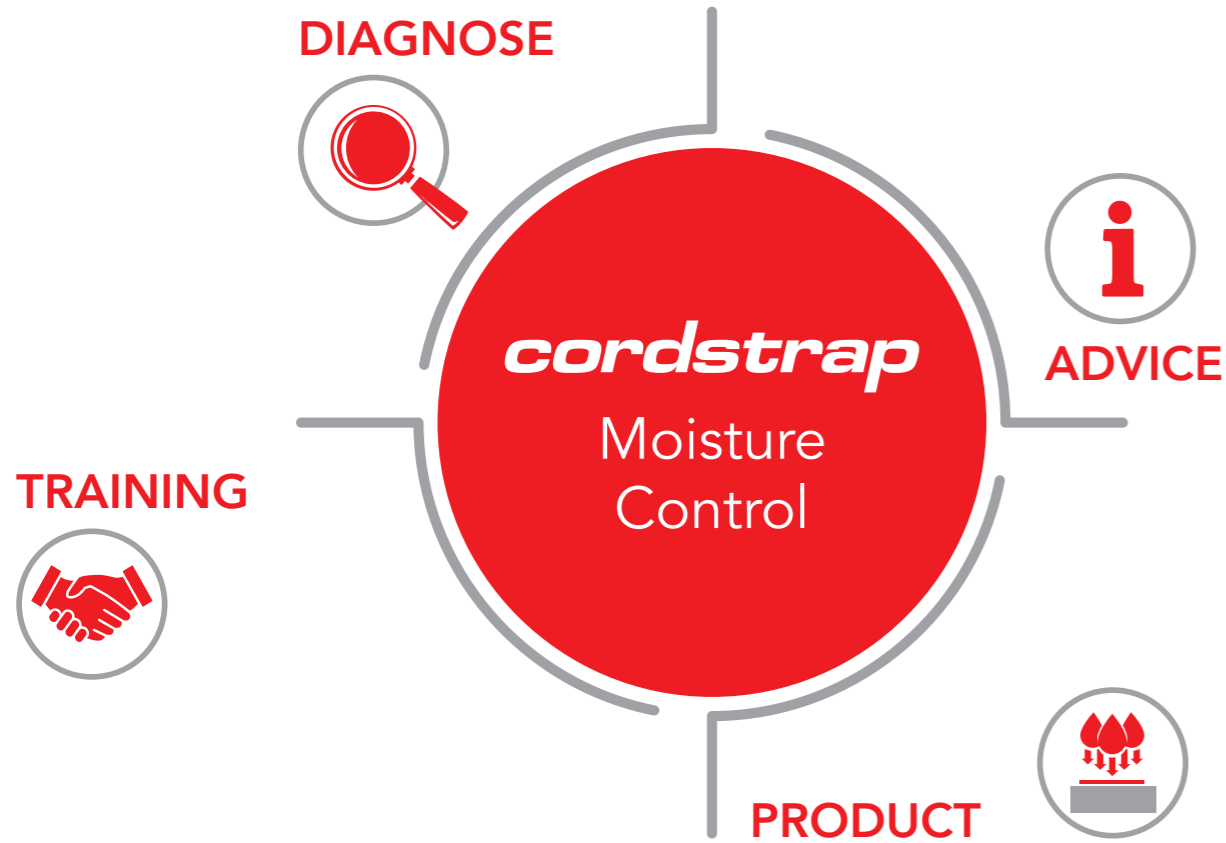 DIAGNOSE
ADVICE
cordstrap
Moisture
Control
TRAINING
PRODUCT